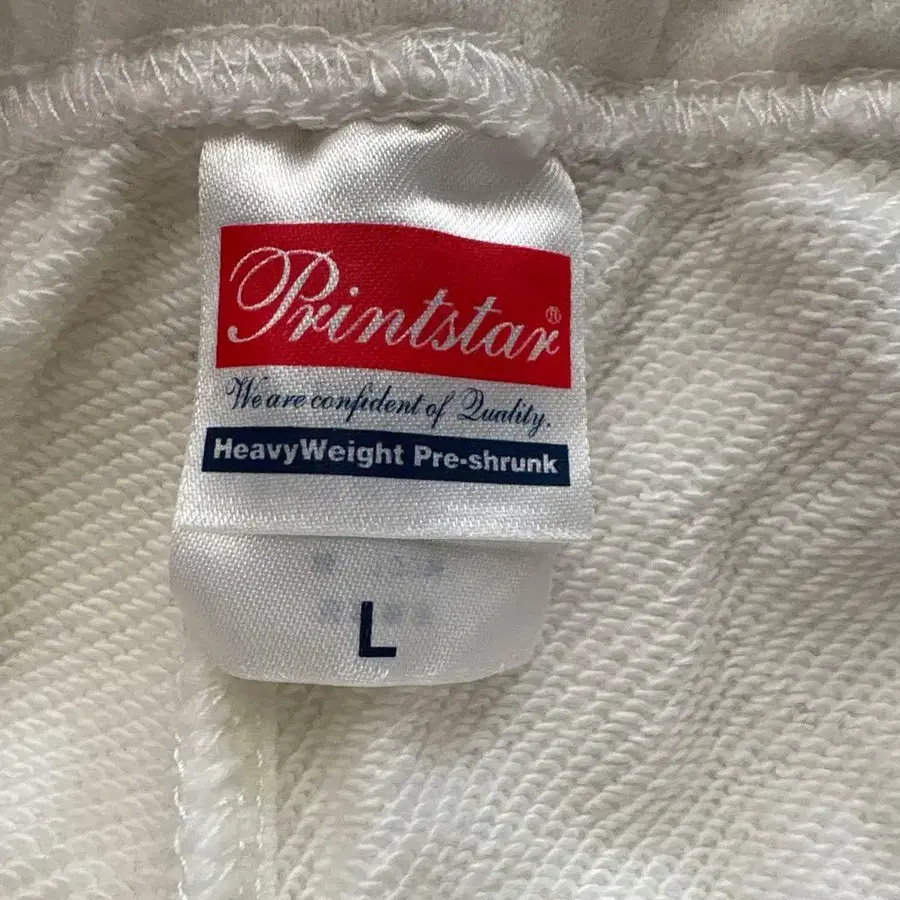 Printstar®
We are confident of Quality.
HeavyWeight Pre-shrunk
L